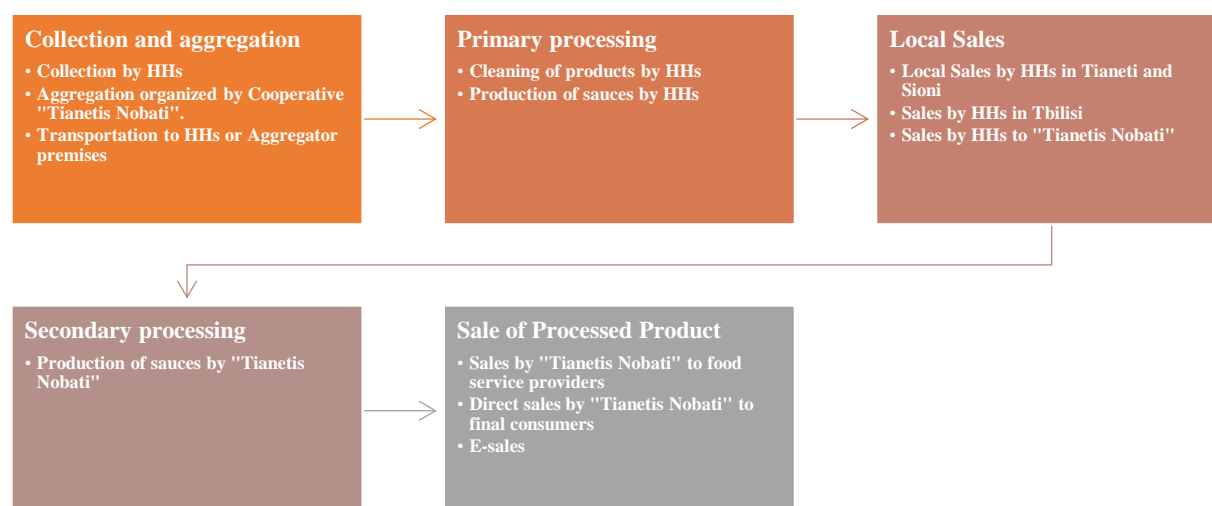 Collection and aggregation
• Collection by HHs
• Aggregation organized by Cooperative
"Tianetis Nobati".
• Transportation to HHs or Aggregator
premises
Primary processing
• Cleaning of products by HHs
• Production of sauces by HHs
Local Sales
• Local Sales by HHs in Tianeti and
Sioni
• Sales by HHs in Tbilisi
• Sales by HHs to "Tianetis Nobati"
Secondary processing
• Production of sauces by "Tianetis
Nobati"
Sale of Processed Product
• Sales by "Tianetis Nobati" to food
service providers
• Direct sales by "Tianetis Nobati" to
final consumers
• E-sales